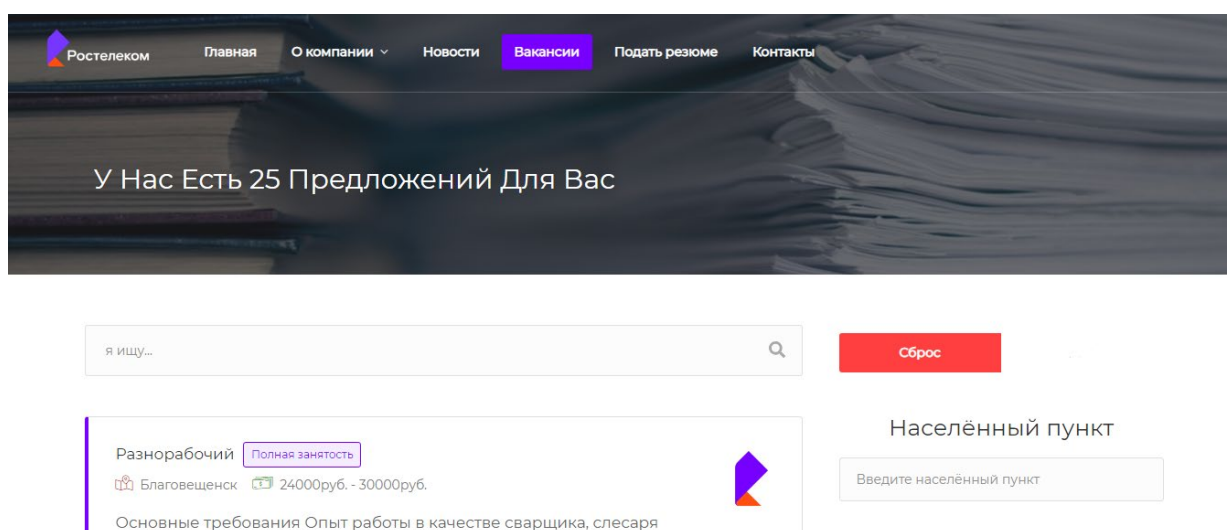 Ростелеком Главная О компании Новости Вакансии Подать резюме Контакты
У Нас Есть 25 Предложений Для Вас
я ищу...
Сброс
Населённый пункт
Введите населённый пункт
Разнорабочий Полная занятость
Благовещенск 24000руб. - 30000руб.
Основные требования Опыт работы в качестве сварщика, слесаря